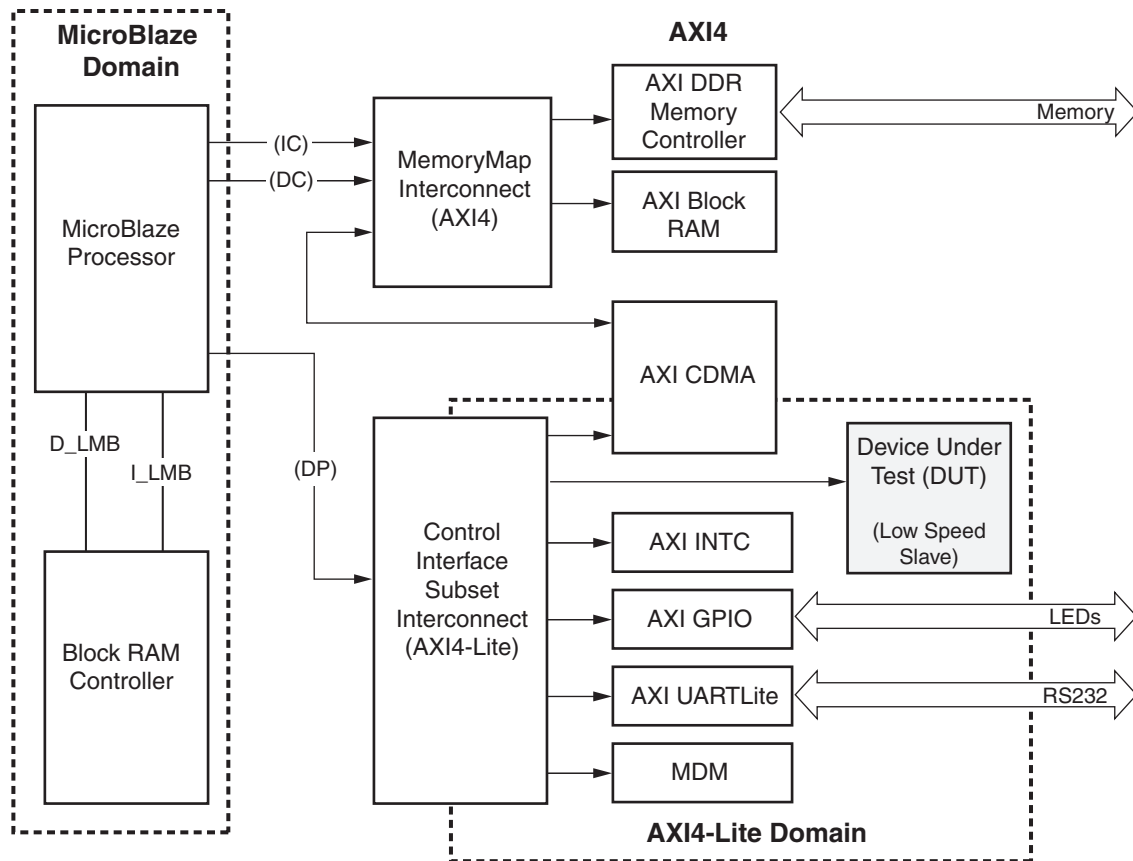 MicroBlaze
Domain
AXI4
MicroBlaze
Processor
(IC)
(DC)
MemoryMap
Interconnect
(AXI4)
AXI DDR
Memory
Controller
Memory
AXI Block
RAM
AXI CDMA
D_LMB
I_LMB
(DP)
Block RAM
Controller
Control
Interface
Subset
Interconnect
(AXI4-Lite)
Device Under
Test (DUT)
(Low Speed
Slave)
AXI INTC
AXI GPIO
LEDs
AXI UARTLite
RS232
MDM
AXI4-Lite Domain